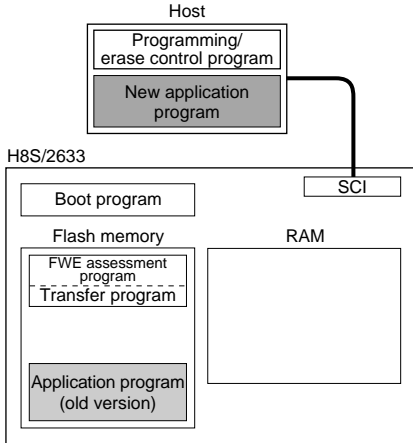 Host
Programming/
erase control program
New application
program
H8S/2633
SCI
Boot program
Flash memory
RAM
FWE assessment
program
Transfer program
Application program
(old version)